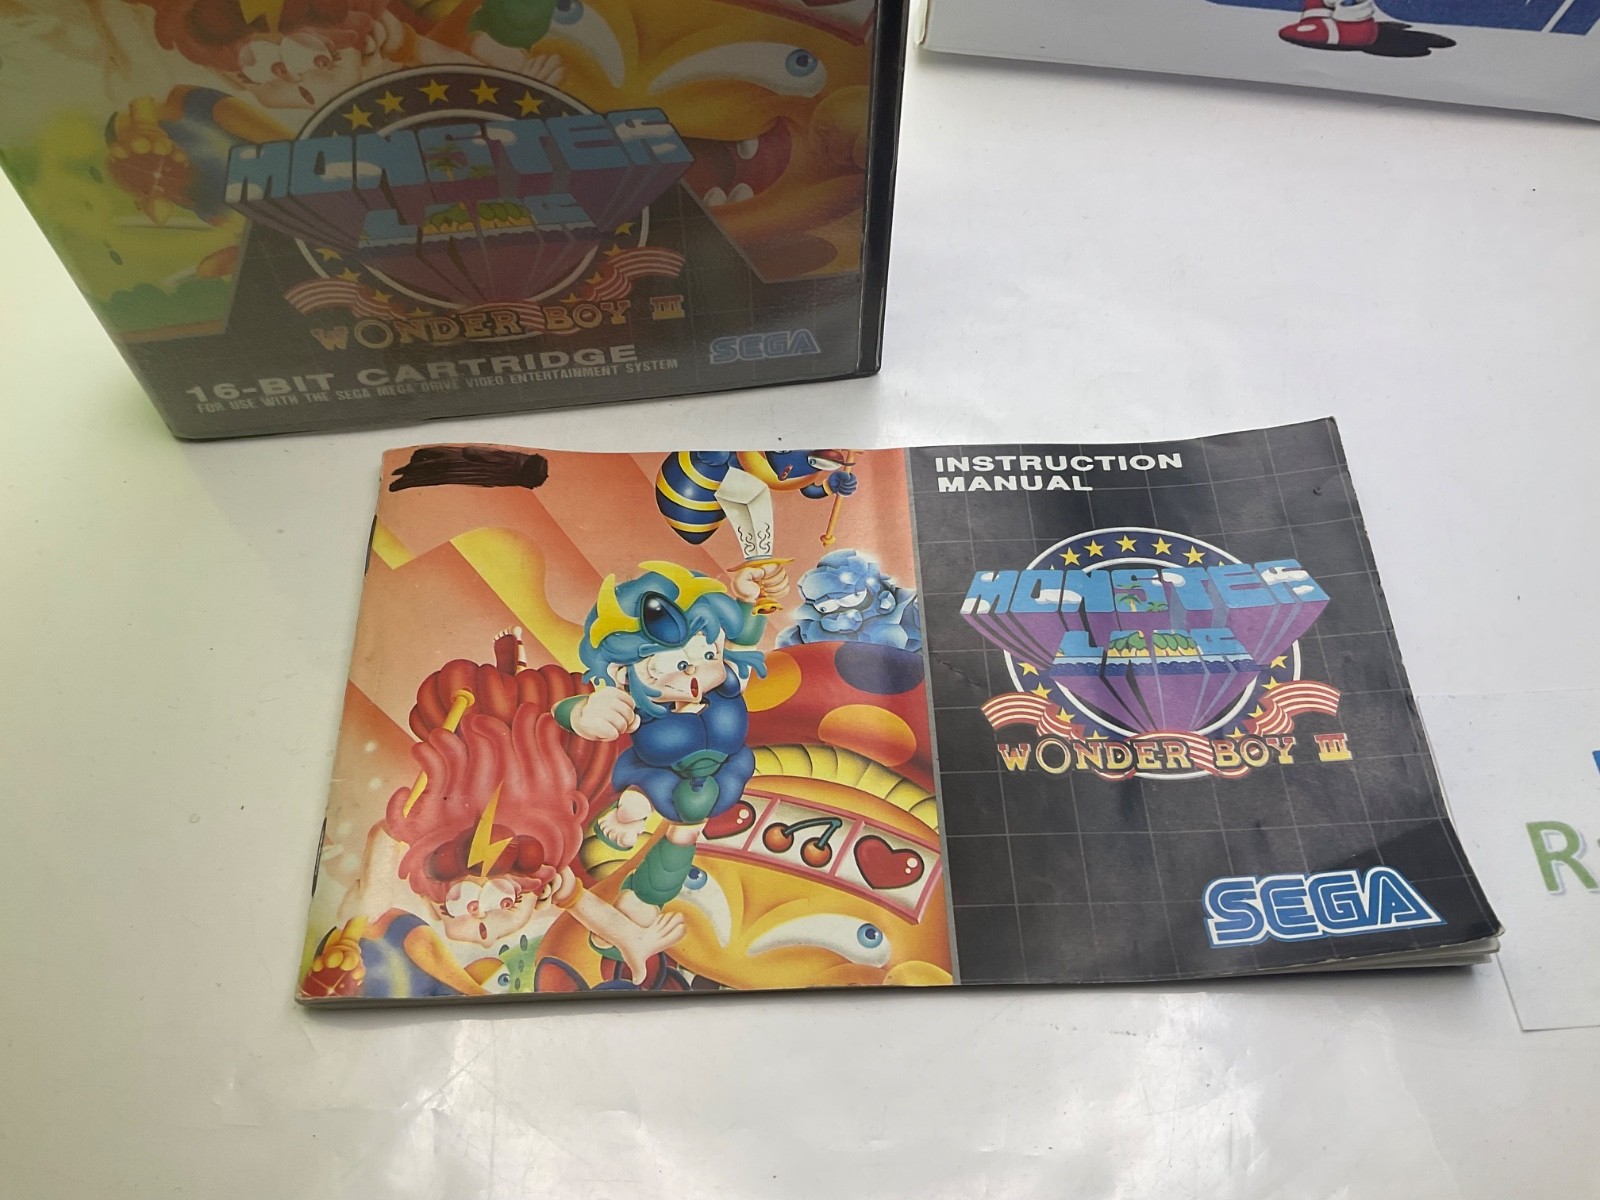 MONSTER
LAIR
WONDER BOY III
SEGA
16-BIT CARTRIDGE
FOR USE WITH THE SEGA MEGA DRIVE VIDEO ENTERTAINMENT SYSTEM
INSTRUCTION
MANUAL
MONSTER
LAIR
WONDER BOY III
SEGA